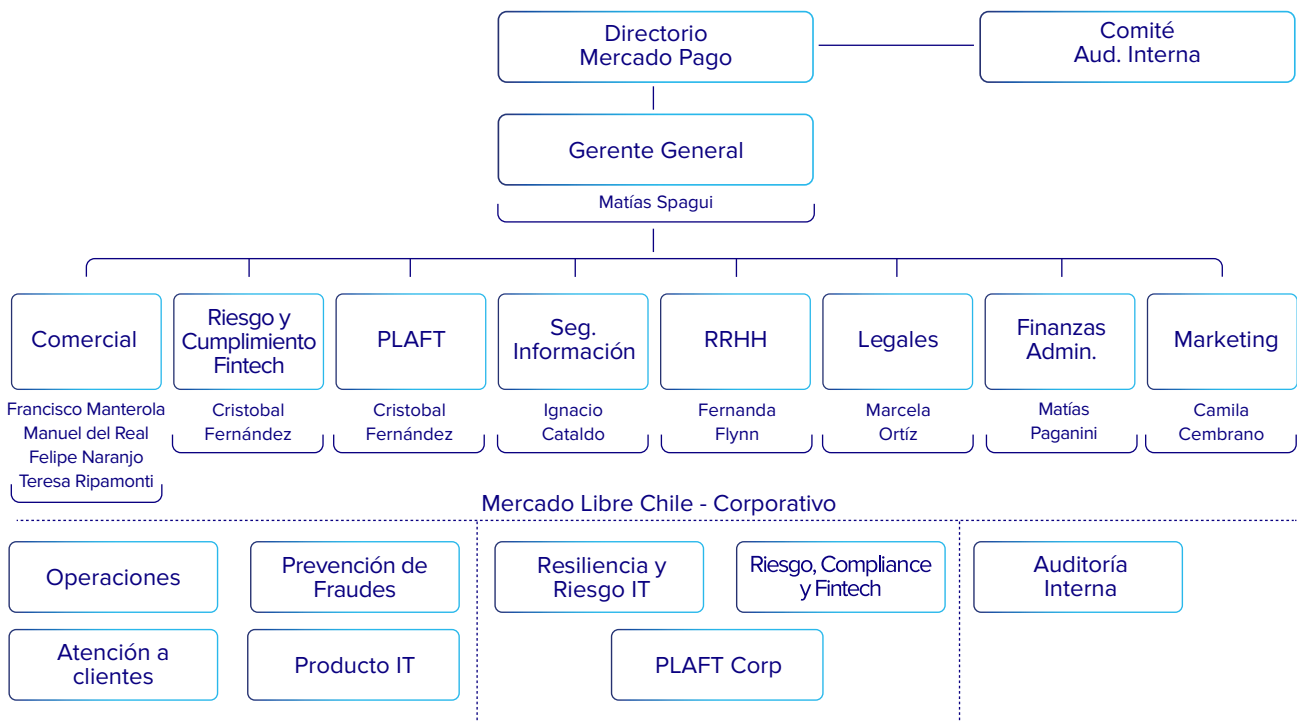 Directorio
Mercado Pago
Comité
Aud. Interna
Gerente General
Matías Spagui
Comercial
Francisco Manterola
Manuel del Real
Felipe Naranjo
Teresa Ripamonti
Riesgo y
Cumplimiento
Fintech
Cristobal
Fernández
PLAFT
Cristobal
Fernández
Seg.
Información
Ignacio
Cataldo
RRHH
Fernanda
Flynn
Legales
Marcela
Ortíz
Finanzas
Admin.
Matías
Paganini
Marketing
Camila
Cembrano
Mercado Libre Chile - Corporativo
Operaciones
Prevención de
Fraudes
Atención a
clientes
Producto IT
Resiliencia y
Riesgo IT
Riesgo, Compliance
y Fintech
PLAFT Corp
Auditoría
Interna